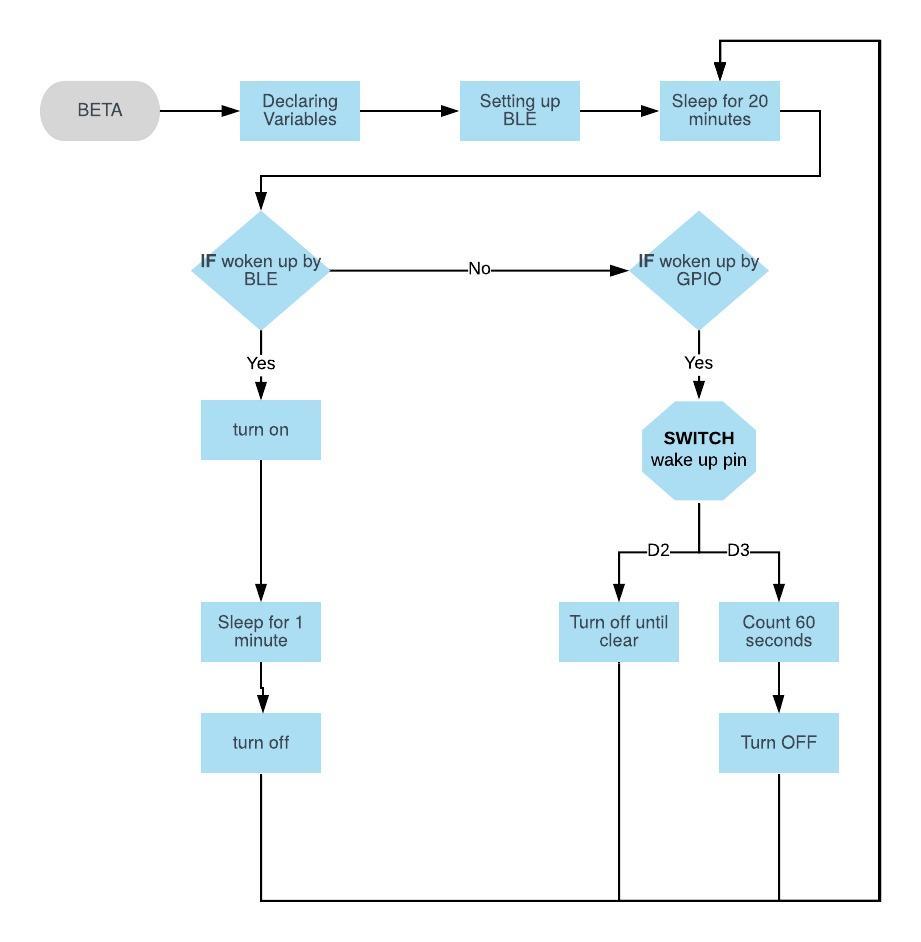 BETA
Declaring
Variables
Setting up
BLE
Sleep for 20
minutes
IF woken up by
BLE
No
IF woken up by
GPIO
Yes
Yes
turn on
SWITCH
wake up pin
D2
D3
Sleep for 1
minute
Turn off until
clear
Count 60
seconds
turn off
Turn OFF